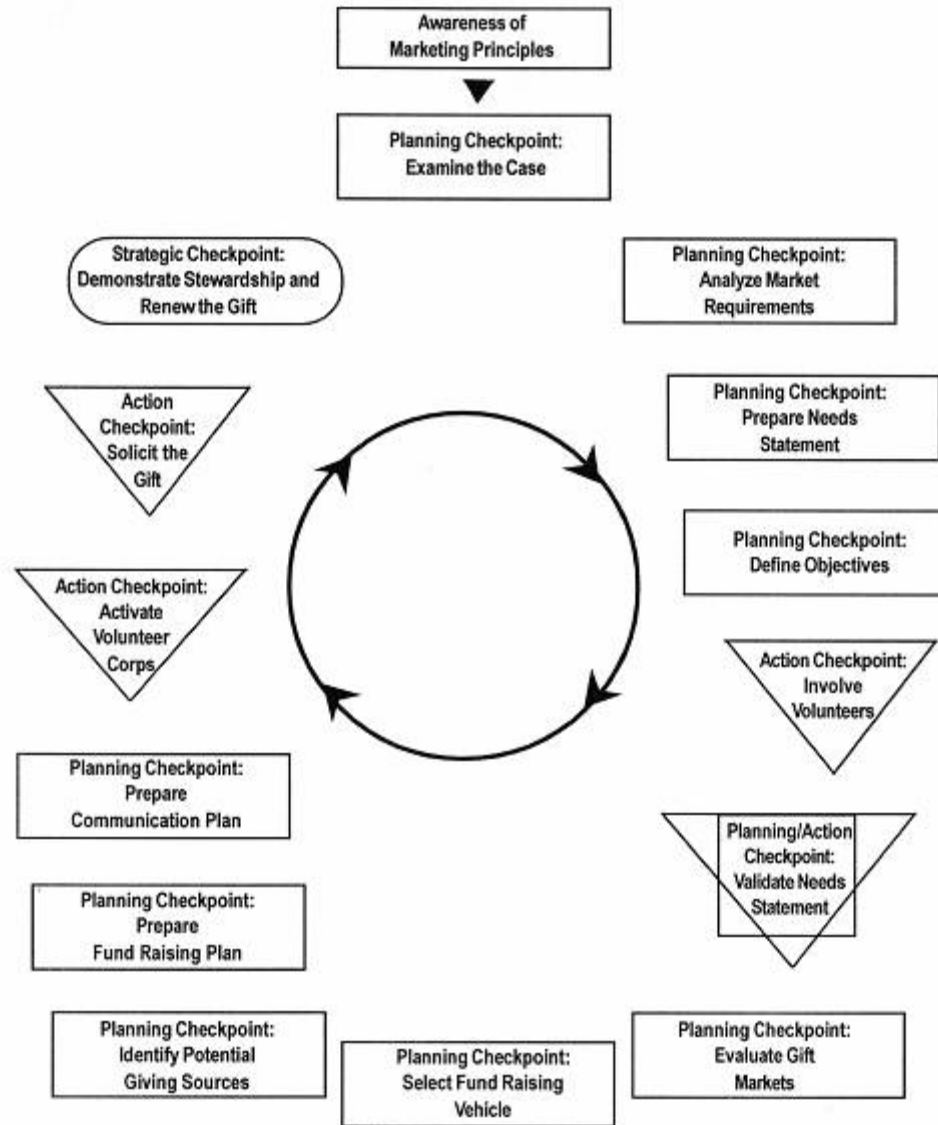 Awareness of
Marketing Principles
Planning Checkpoint:
Examine the Case
Planning Checkpoint:
Analyze Market
Requirements
Planning Checkpoint:
Prepare Needs
Statement
Planning Checkpoint:
Define Objectives
Action Checkpoint:
Involve
Volunteers
Planning/Action
Checkpoint:
Validate Needs
Statement
Planning Checkpoint:
Evaluate Gift
Markets
Planning Checkpoint:
Select Fund Raising
Vehicle
Planning Checkpoint:
Identify Potential
Giving Sources
Planning Checkpoint:
Prepare
Fund Raising Plan
Planning Checkpoint:
Prepare
Communication Plan
Action Checkpoint:
Activate
Volunteer
Corps
Action
Checkpoint:
Solicit the
Gift
Strategic Checkpoint:
Demonstrate Stewardship and
Renew the Gift